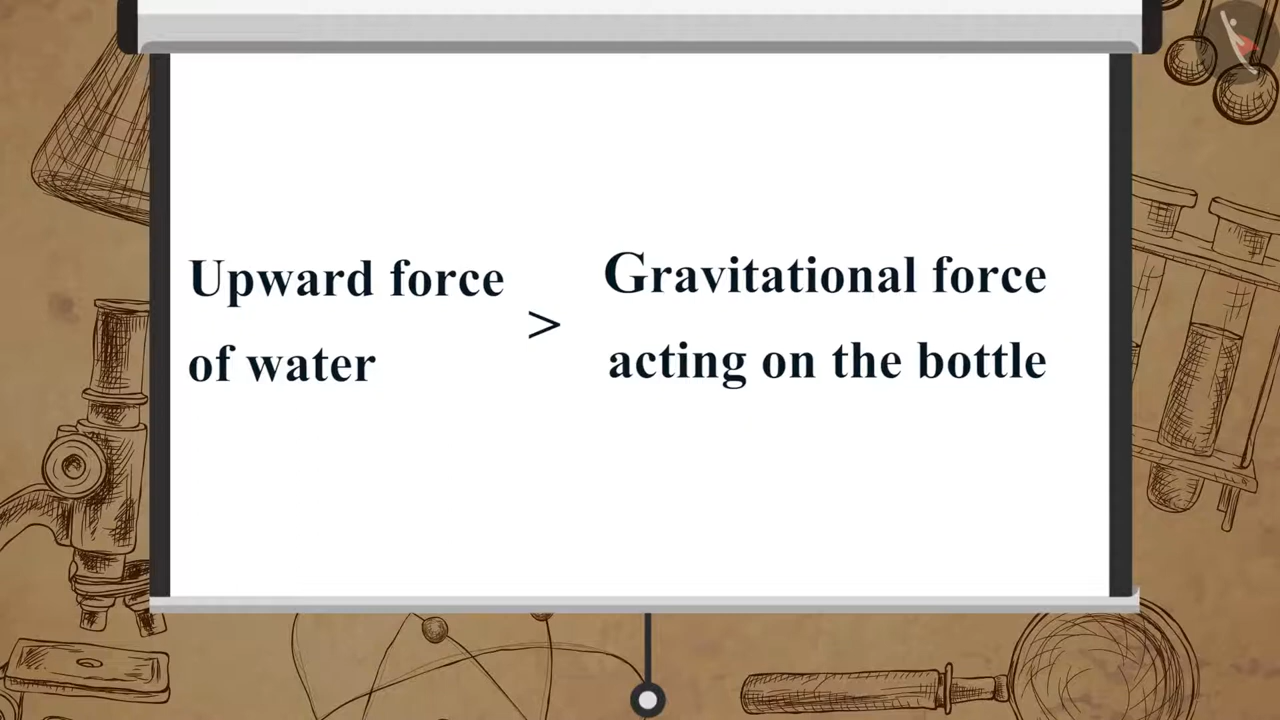 Upward force
of water
>
Gravitational force
acting on the bottle